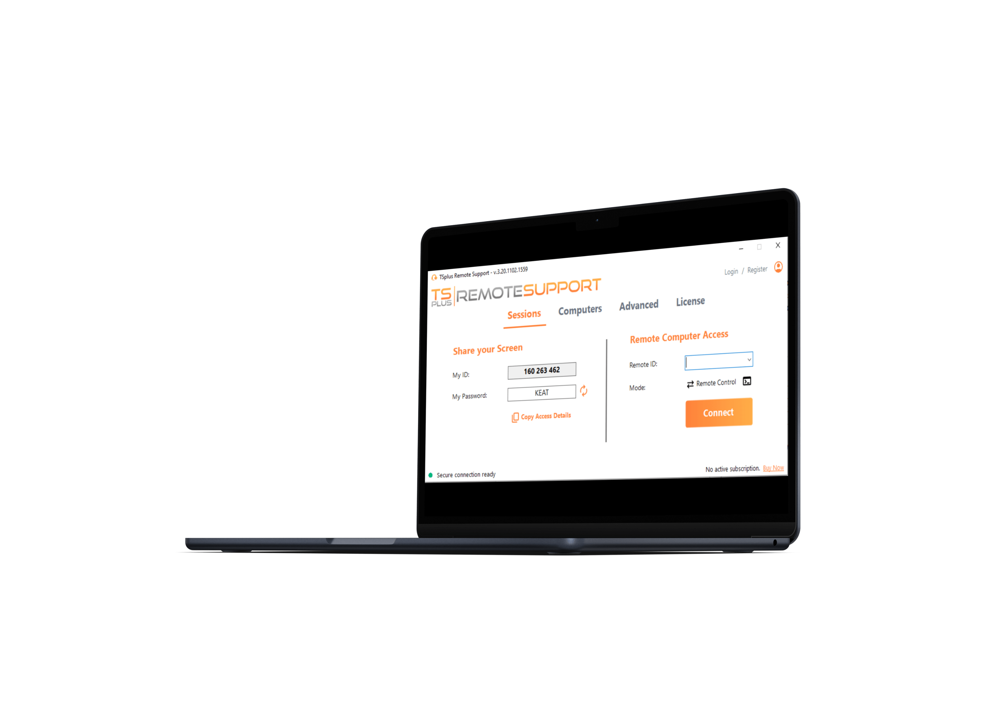 TSplus Remote Support - v.3.20.1102.1559
Login / Register
TS PLUS REMOTESUPPORT
Sessions Computers Advanced License
Share your Screen
My ID: 160 263 462
My Password: KEAT
Copy Access Details
Remote Computer Access
Remote ID:
Mode: Remote Control
Connect
Secure connection ready
No active subscription. Buy Now